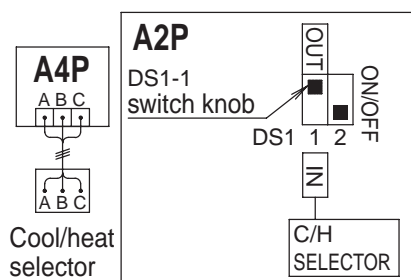 A4P
A B C
A B C
Cool/heat
selector
A2P
DS1-1
switch knob
OUT
ON/OFF
DS1 1 2
IN
C/H
SELECTOR